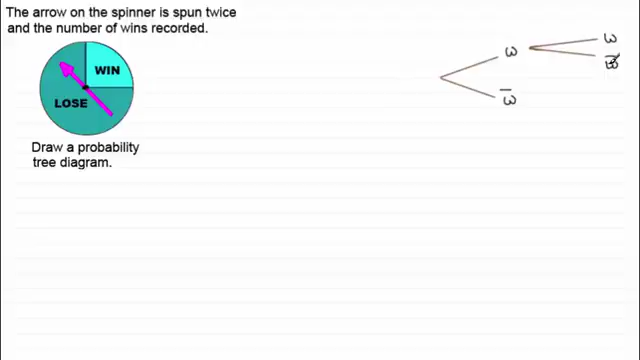 The arrow on the spinner is spun twice
and the number of wins recorded.
WIN
LOSE
Draw a probability
tree diagram.